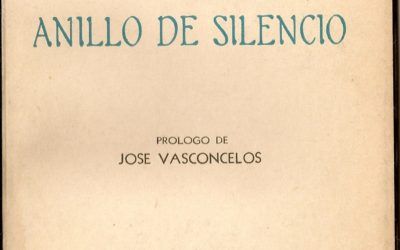 ANILLO DE SILENCIO
PROLOGO DE
JOSE VASCONCELOS